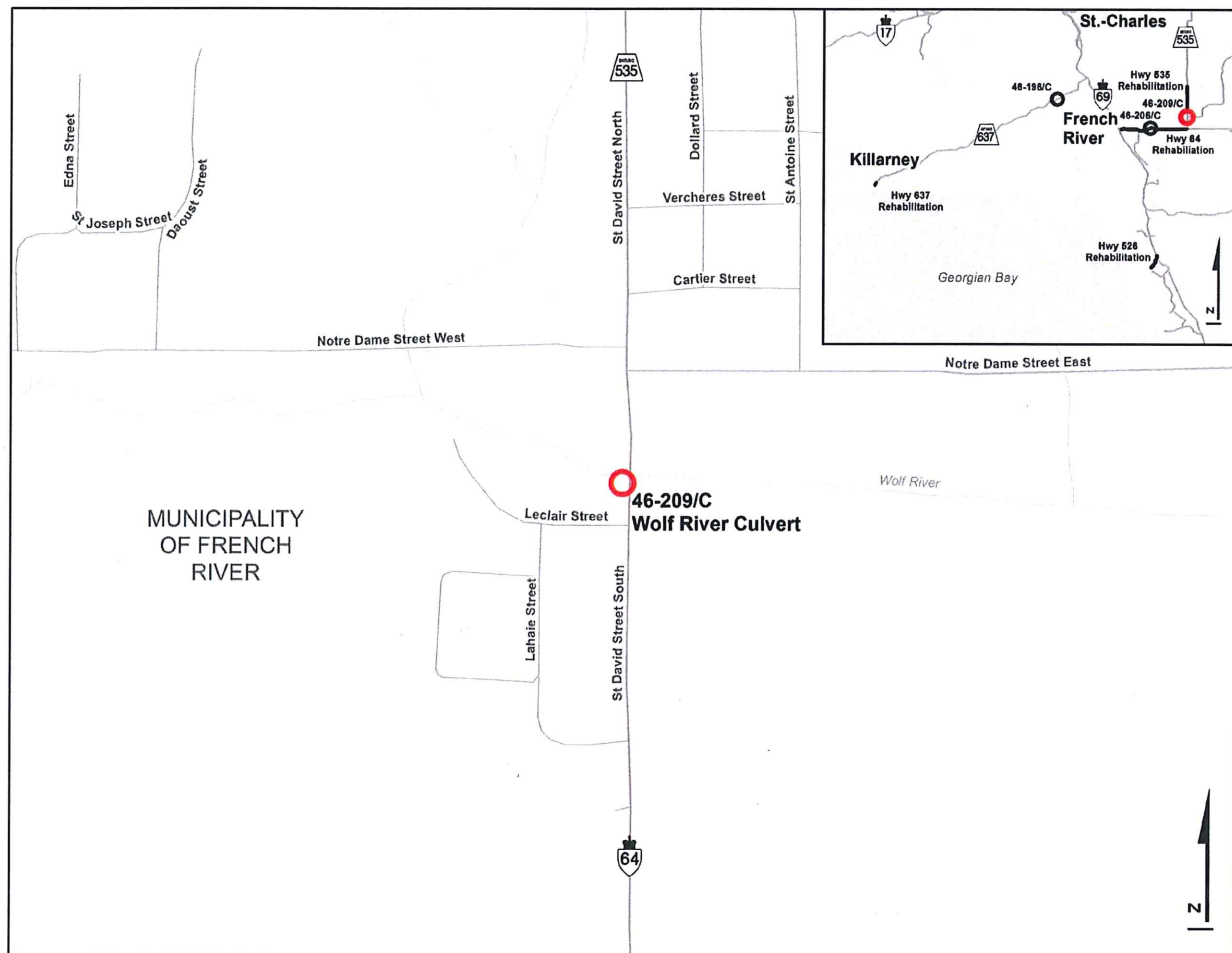 St.-Charles
17
535
Hwy 535
Rehabilitation
46-196/C
69
46-209/C
French
River
46-206/C
637
Hwy 64
Rehabiliation
Killarney
Hwy 637
Rehabilitation
Hwy 526
Rehabilitation
Georgian Bay
N
535
Edna Street
St Joseph Street
Daoust Street
St David Street North
Dollard Street
St Antoine Street
Vercheres Street
Cartier Street
Notre Dame Street West
Notre Dame Street East
Wolf River
46-209/C
Wolf River Culvert
Leclair Street
MUNICIPALITY
OF FRENCH
RIVER
Lahaie Street
St David Street South
64
N